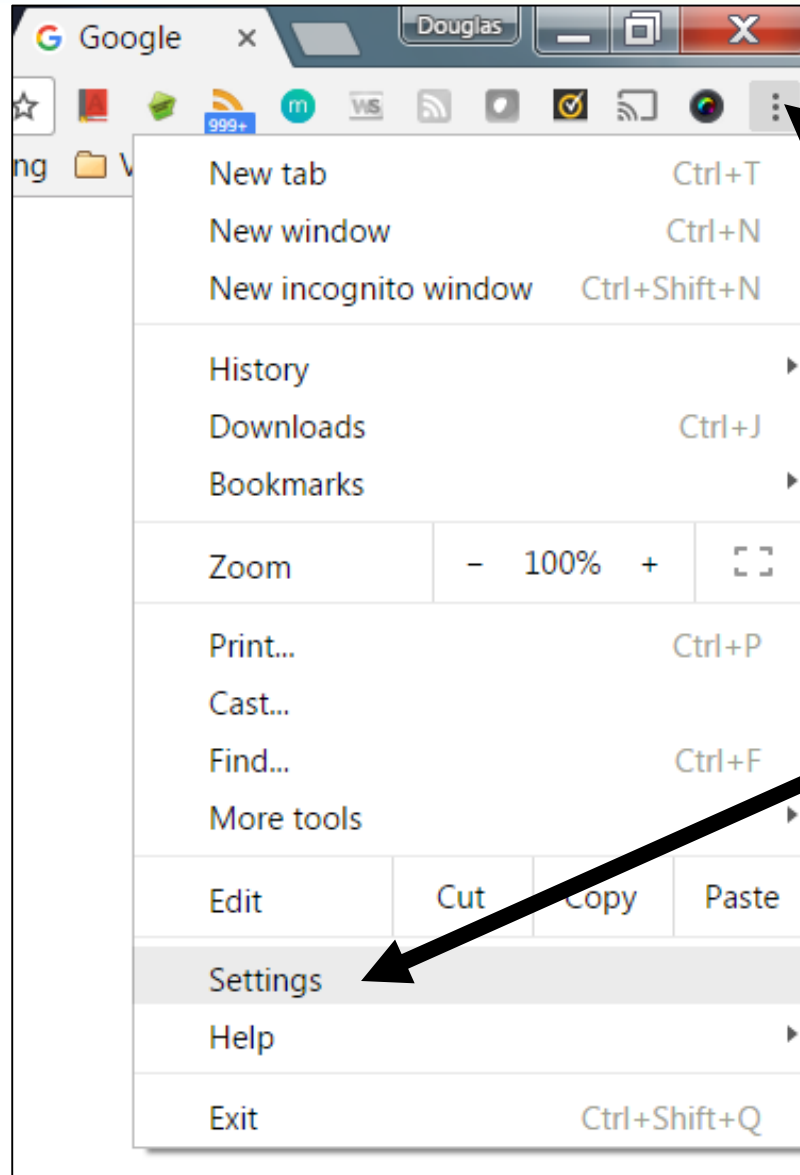 Google
Douglas
999+
m
WS
ng
New tab Ctrl+T
New window Ctrl+N
New incognito window Ctrl+Shift+N
History
Downloads Ctrl+J
Bookmarks
Zoom - 100% +
Print... Ctrl+P
Cast...
Find... Ctrl+F
More tools
Edit Cut Copy Paste
Settings
Help
Exit Ctrl+Shift+Q